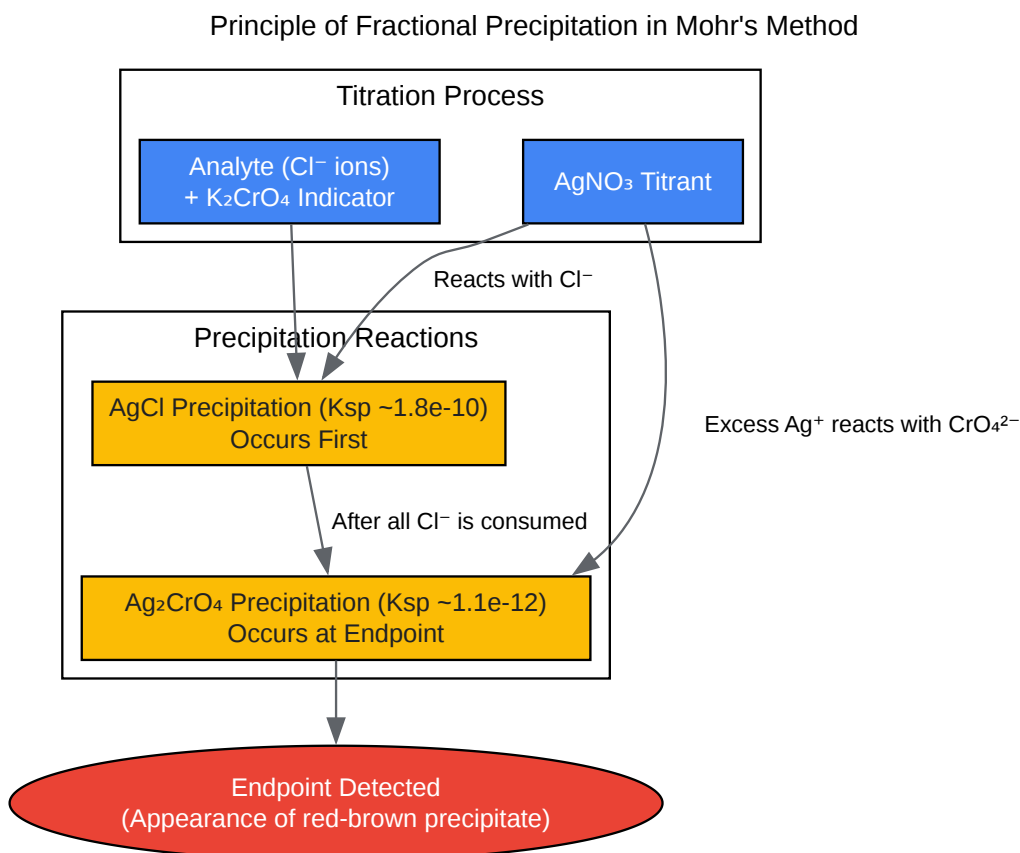 Principle of Fractional Precipitation in Mohr's Method
Titration Process
Analyte (Cl⁻ ions)
+ K₂CrO₄ Indicator
AgNO₃ Titrant
Reacts with Cl⁻
Precipitation Reactions
AgCl Precipitation (Ksp ~1.8e-10)
Occurs First
Excess Ag⁺ reacts with CrO₄²⁻
After all Cl⁻ is consumed
Ag₂CrO₄ Precipitation (Ksp ~1.1e-12)
Occurs at Endpoint
Endpoint Detected
(Appearance of red-brown precipitate)